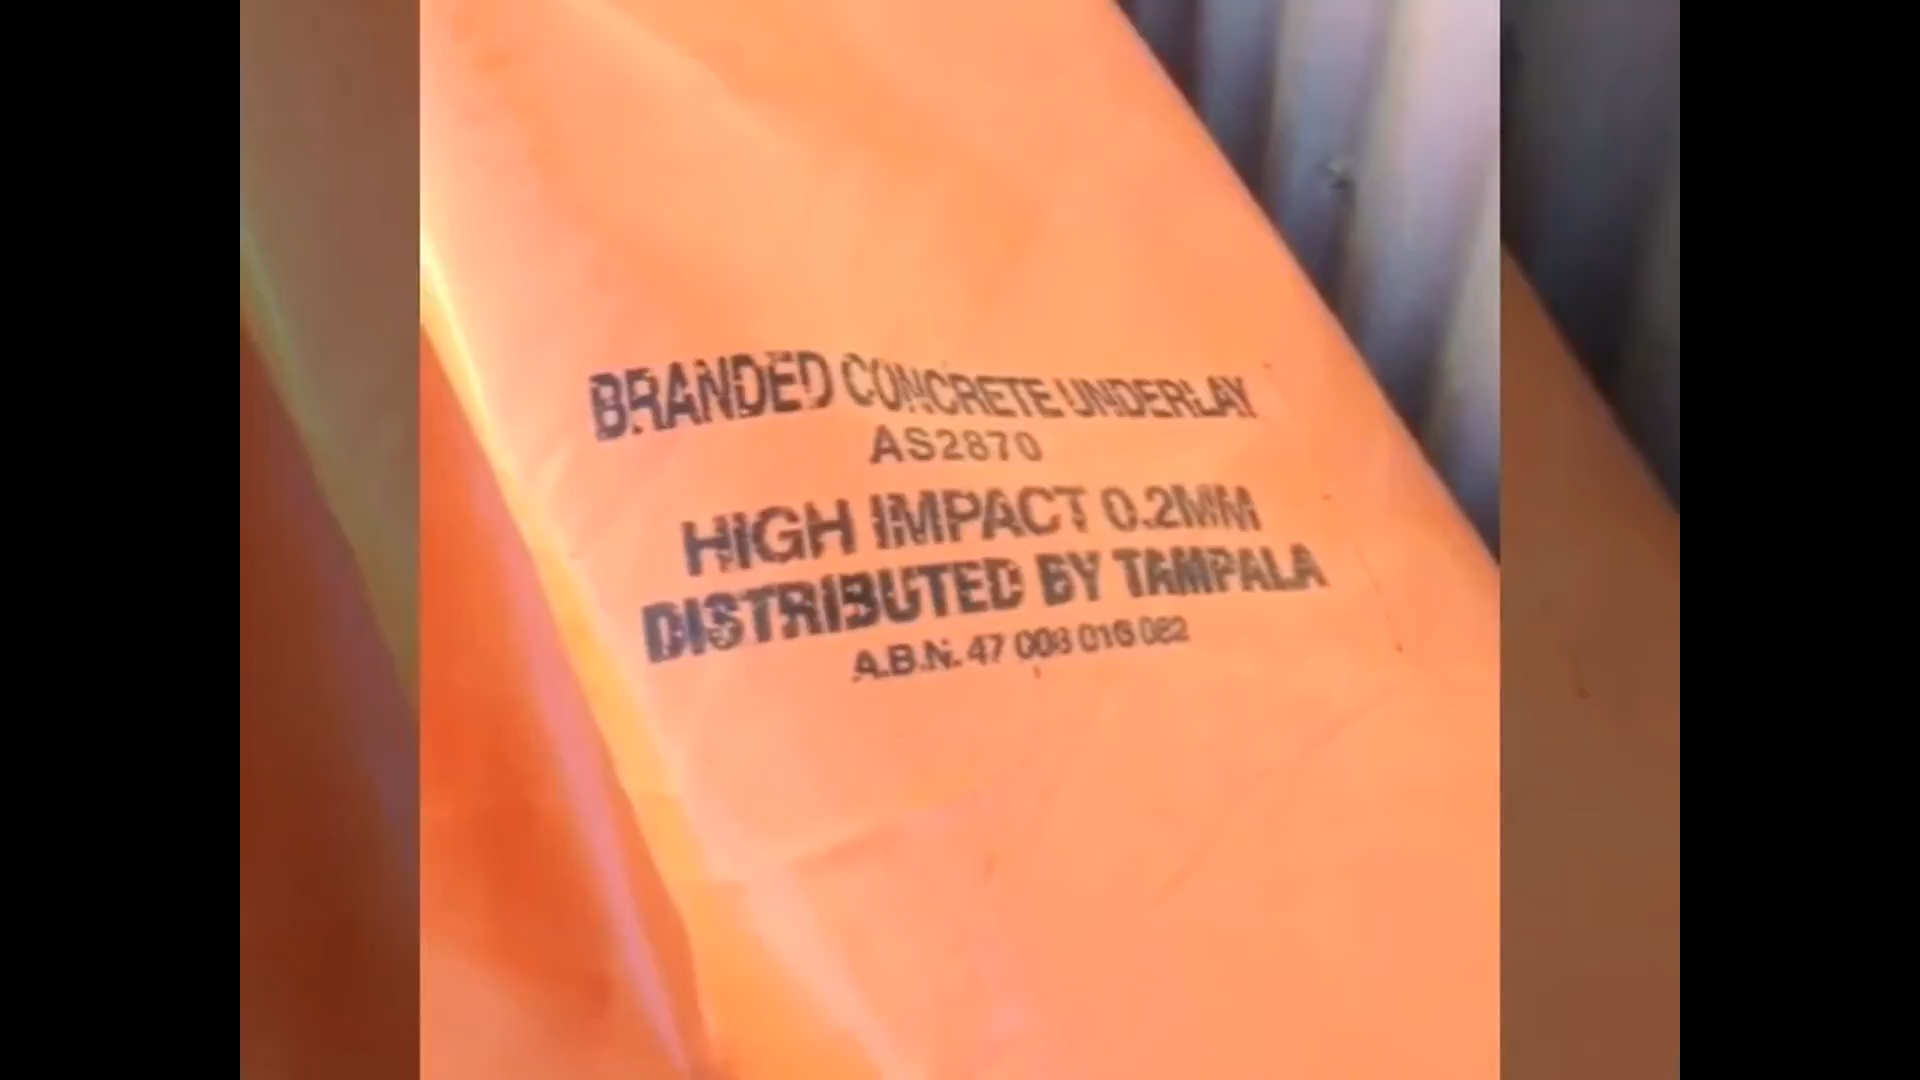 BRANDED CONCRETE UNDERLAY
AS2870
HIGH IMPACT 0.2MM
DISTRIBUTED BY TAMPALA
A.B.N. 47 008 016 082